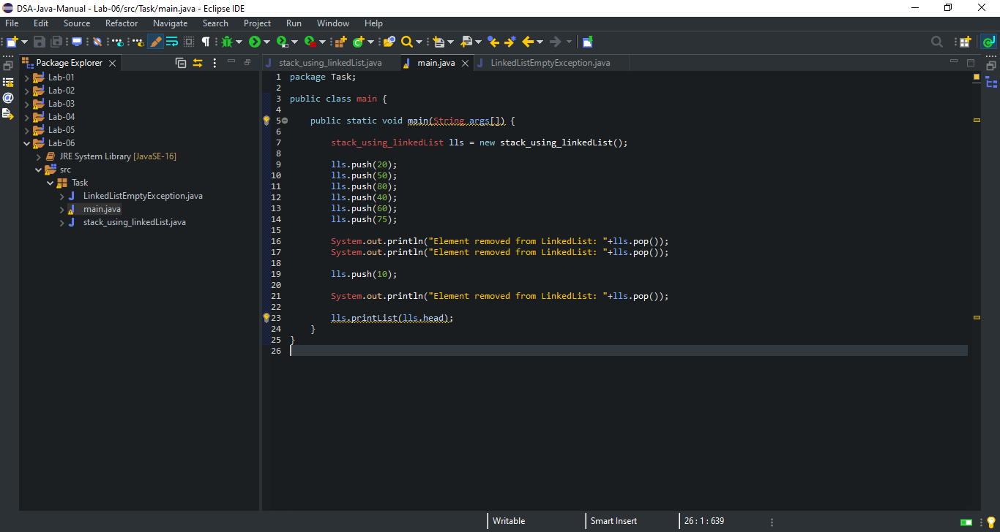 DSA-Java-Manual - Lab-06/src/Task/main.java - Eclipse IDE
File Edit Source Refactor Navigate Search Project Run Window Help
Package Explorer
stack_using_linkedList.java main.java LinkedListEmptyException.java
Lab-01
Lab-02
Lab-03
Lab-04
Lab-05
Lab-06
JRE System Library [JavaSE-16]
src
Task
LinkedListEmptyException.java
main.java
stack_using_linkedList.java
1 package Task;
2
3 public class main {
4
5 public static void main(String args[]) {
6
7 stack_using_linkedList lls = new stack_using_linkedList();
8
9 lls.push(20);
10 lls.push(50);
11 lls.push(80);
12 lls.push(40);
13 lls.push(60);
14 lls.push(75);
15
16 System.out.println("Element removed from LinkedList: "+lls.pop());
17 System.out.println("Element removed from LinkedList: "+lls.pop());
18
19 lls.push(10);
20
21 System.out.println("Element removed from LinkedList: "+lls.pop());
22
23 lls.printList(lls.head);
24 }
25 }
26
Writable Smart Insert 26 : 1 : 639